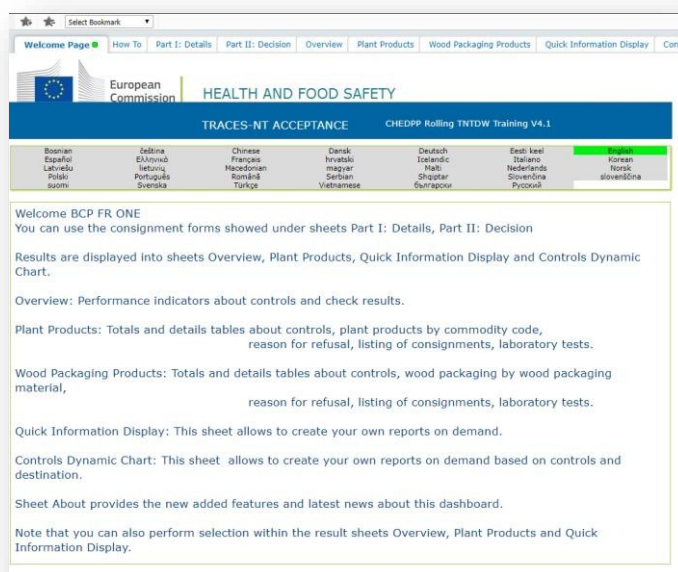 Select Bookmark
Welcome Page How To Part I: Details Part II: Decision Overview Plant Products Wood Packaging Products Quick Information Display Con
European
Commission
HEALTH AND FOOD SAFETY
TRACES-NT ACCEPTANCE CHEDPP Rolling TNTDW Training V4.1
Bosnian čeština Chinese Dansk Deutsch Eesti keel English
Español Ελληνικά Français hrvatski Icelandic Italiano Korean
Latviešu lietuvių Macedonian magyar Malti Nederlands Norsk
Polski Português Română Serbian Shqiptar Slovenčina slovenščina
suomi Svenska Türkçe Vietnamese български Русский
Welcome BCP FR ONE
You can use the consignment forms showed under sheets Part I: Details, Part II: Decision
Results are displayed into sheets Overview, Plant Products, Quick Information Display and Controls Dynamic
Chart.
Overview: Performance indicators about controls and check results.
Plant Products: Totals and details tables about controls, plant products by commodity code,
reason for refusal, listing of consignments, laboratory tests.
Wood Packaging Products: Totals and details tables about controls, wood packaging by wood packaging
material,
reason for refusal, listing of consignments, laboratory tests.
Quick Information Display: This sheet allows to create your own reports on demand.
Controls Dynamic Chart: This sheet allows to create your own reports on demand based on controls and
destination.
Sheet About provides the new added features and latest news about this dashboard.
Note that you can also perform selection within the result sheets Overview, Plant Products and Quick
Information Display.